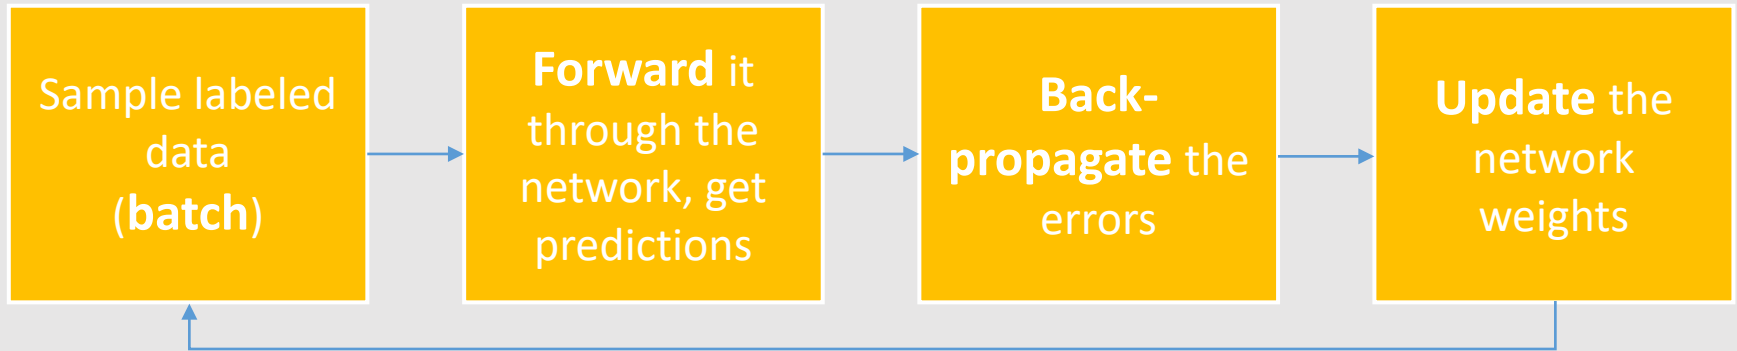 Sample labeled
data
(batch)
Forward it
through the
network, get
predictions
Back-
propagate the
errors
Update the
network
weights